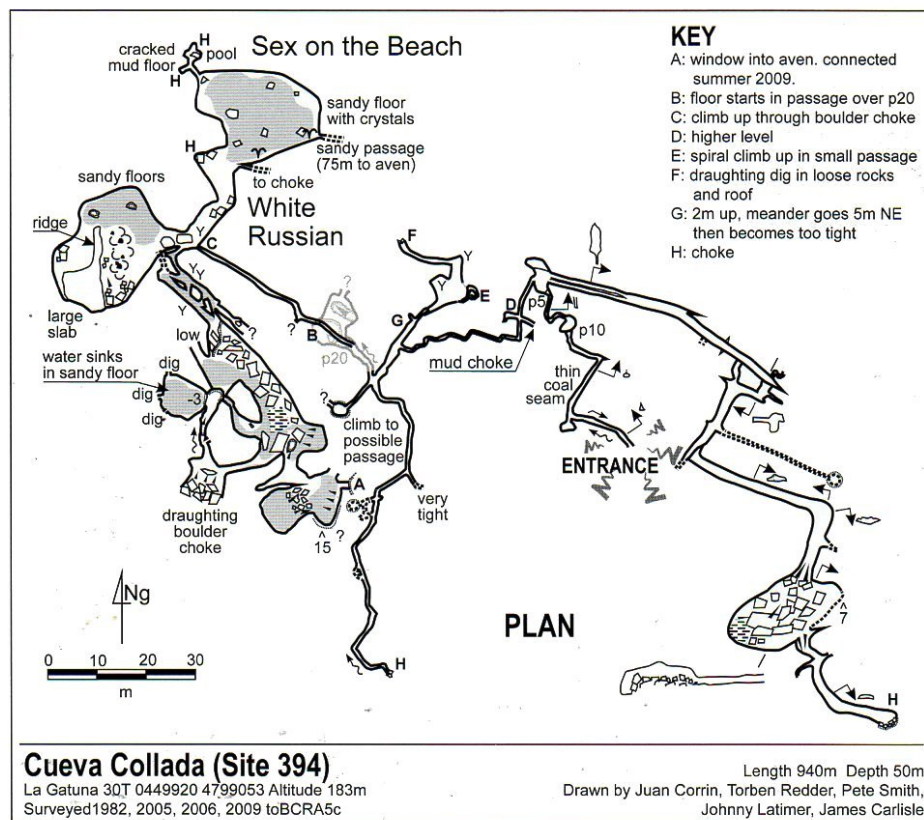 H
cracked
mud floor
pool
H
Sex on the Beach
sandy floor
with crystals
sandy passage
(75m to aven)
H
to choke
sandy floors
White
Russian
ridge
Y
C
Y
Y
Y
large
slab
low
?
?
B
p20
?
water sinks
in sandy floor
dig
dig
dig
-3
F
Y
Y
E
G
D
p5
p10
mud choke
thin
coal
seam
ENTRANCE
?
climb to
possible
passage
very
tight
A
15
?
draughting
boulder
choke
H
7
H
KEY
A: window into aven. connected
summer 2009.
B: floor starts in passage over p20
C: climb up through boulder choke
D: higher level
E: spiral climb up in small passage
F: draughting dig in loose rocks
and roof
G: 2m up, meander goes 5m NE
then becomes too tight
H: choke
Ng
0 10 20 30
m
PLAN
Cueva Collada (Site 394)
La Gatuna 30T 0449920 4799053 Altitude 183m
Surveyed1982, 2005, 2006, 2009 toBCRA5c
Length 940m Depth 50m
Drawn by Juan Corrin, Torben Redder, Pete Smith,
Johnny Latimer, James Carlisle